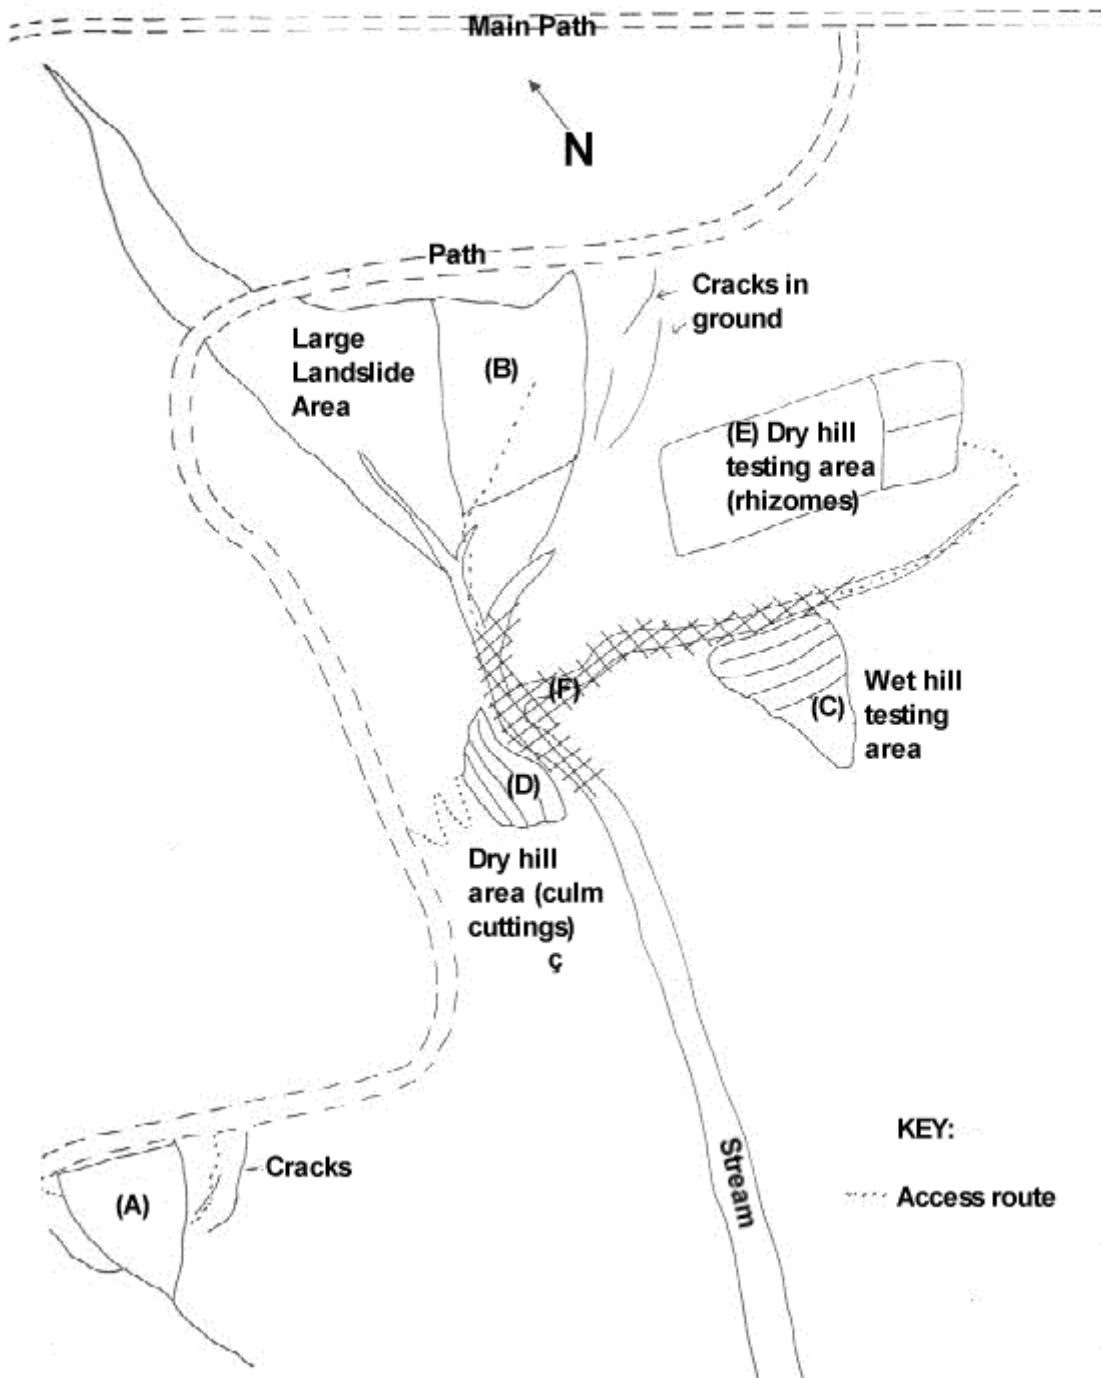 Main Path
N
Path
Cracks in
ground
Large
Landslide
Area
(B)
(E) Dry hill
testing area
(rhizomes)
(F)
Wet hill
testing
area
(C)
(D)
Dry hill
area (culm
cuttings)
ç
KEY:
Cracks
Stream
(A)
Access route